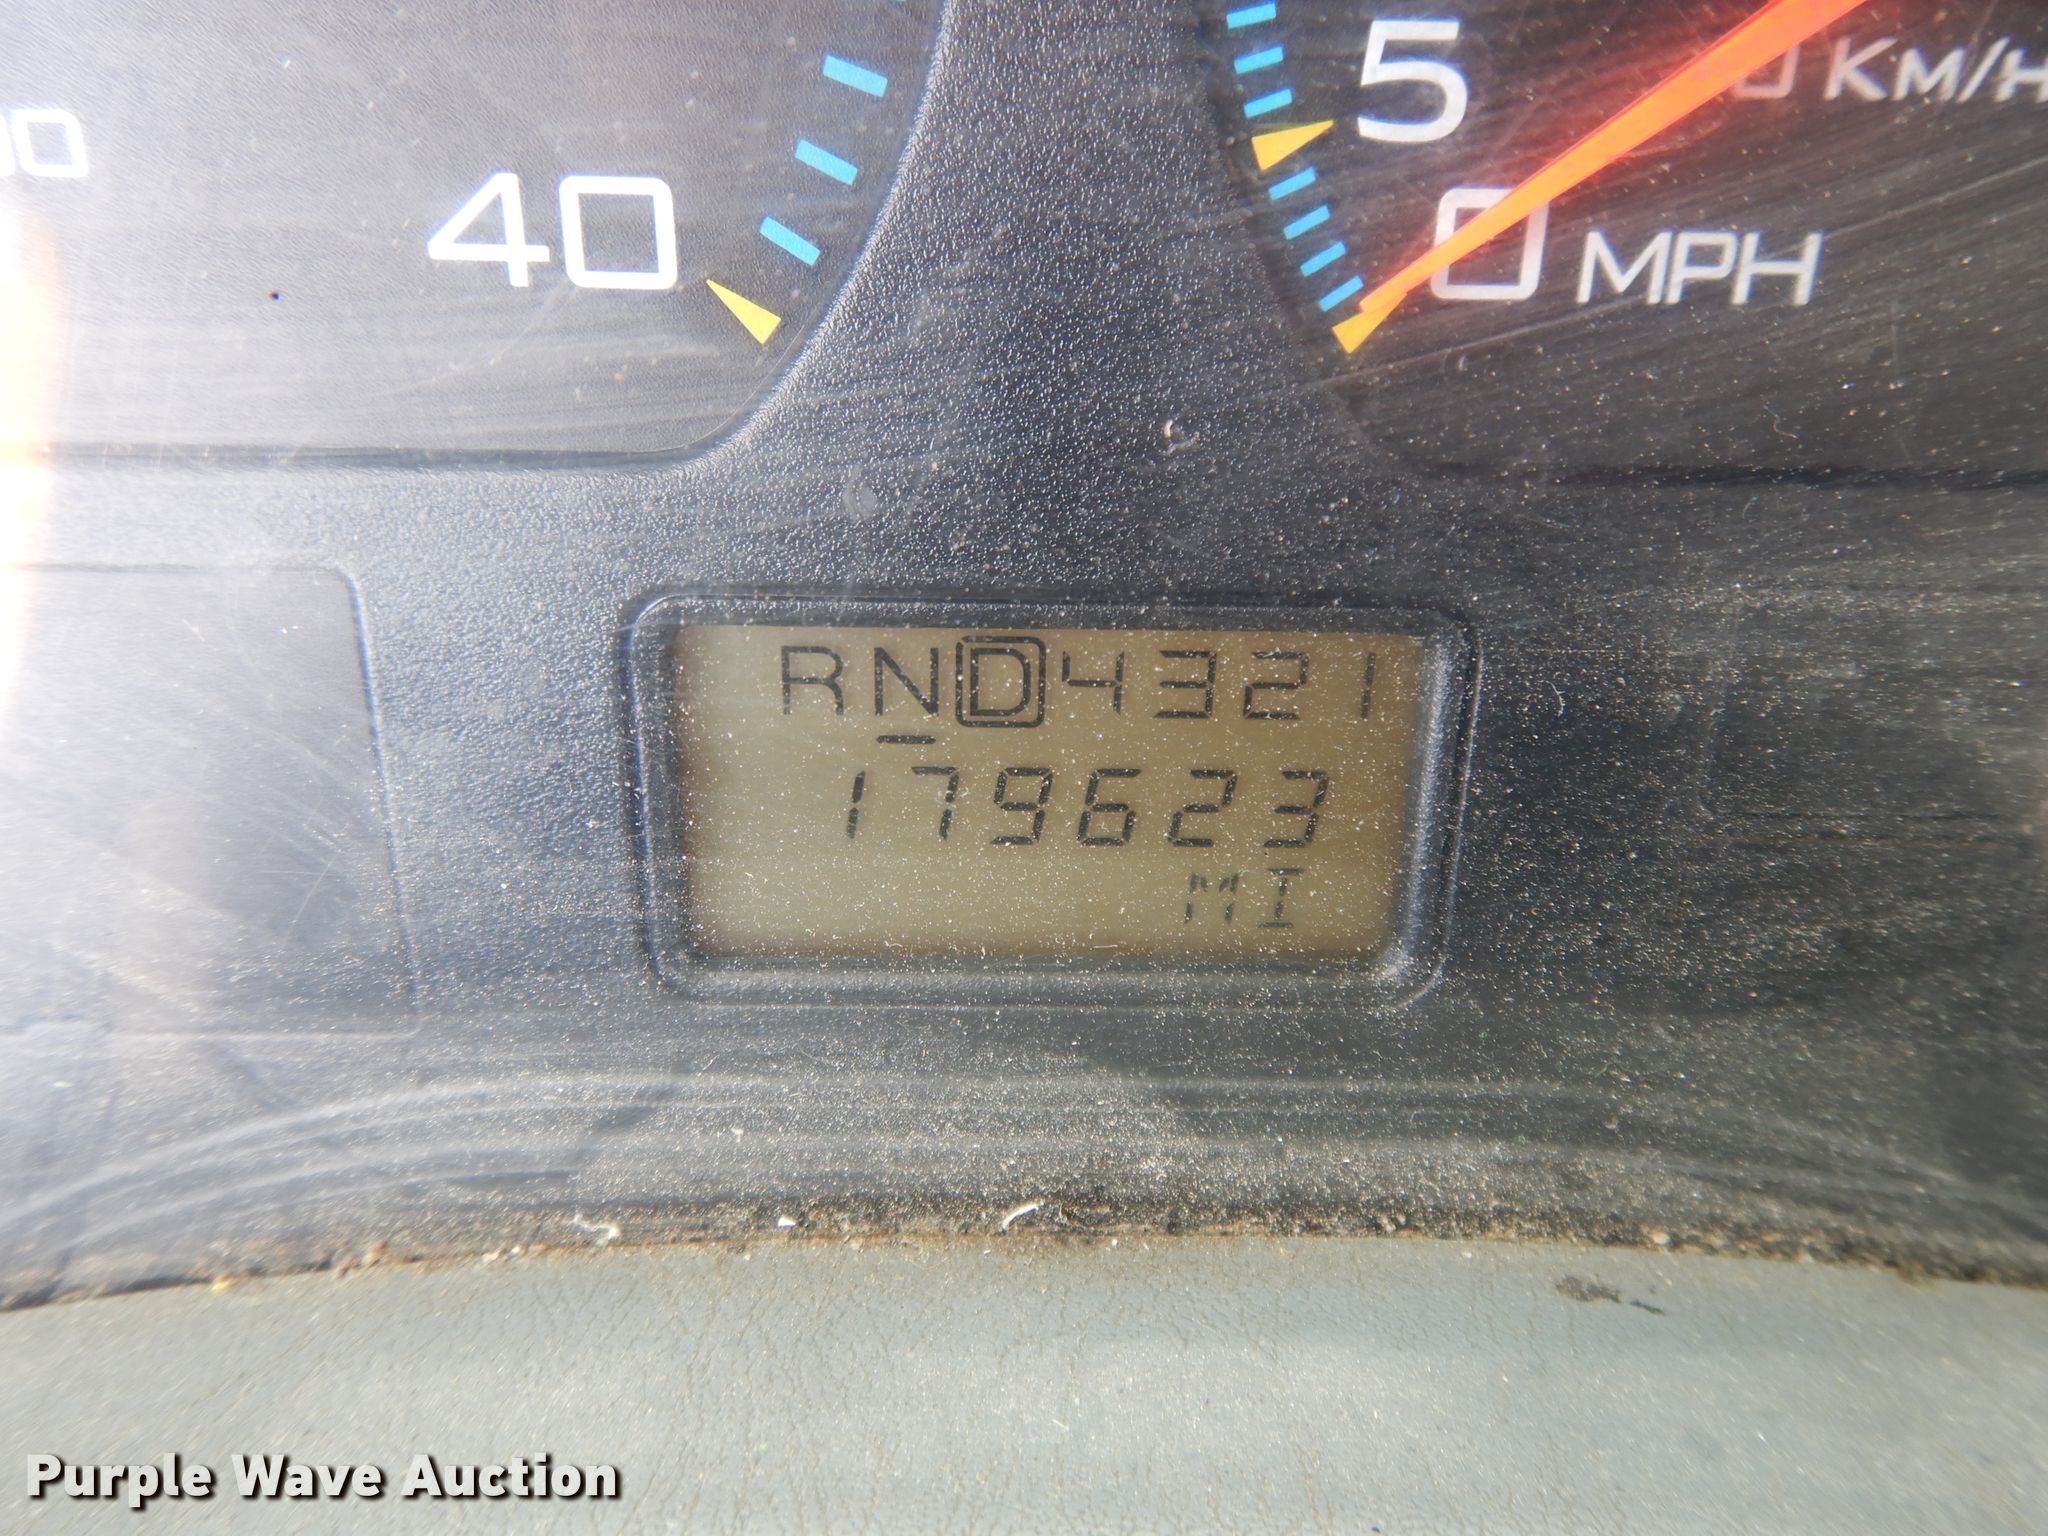 40
5
KM/H
0 MPH
RND4321
179623
MI
Purple Wave Auction